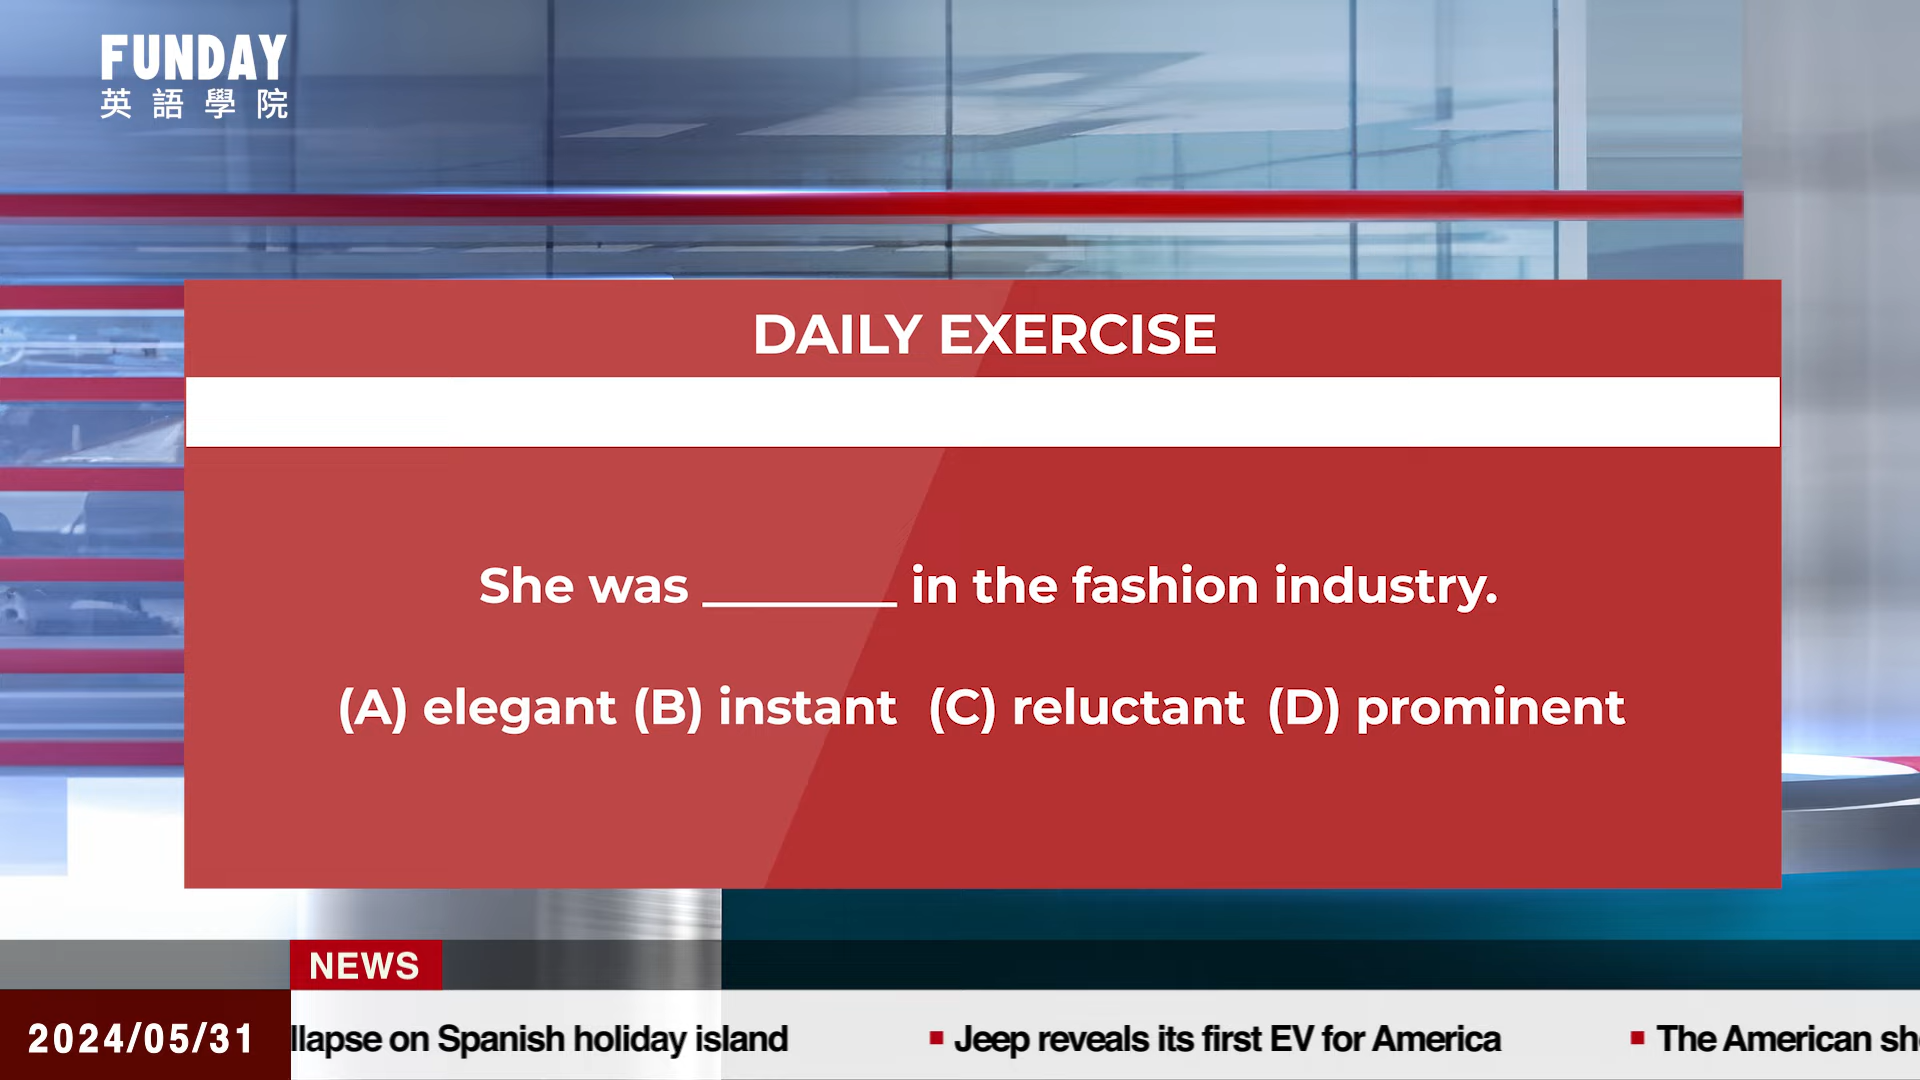 FUNDAY
英語學院
DAILY EXERCISE
She was ________ in the fashion industry.
(A) elegant (B) instant (C) reluctant (D) prominent
NEWS
2024/05/31
llapse on Spanish holiday island ▪ Jeep reveals its first EV for America ▪ The American sh